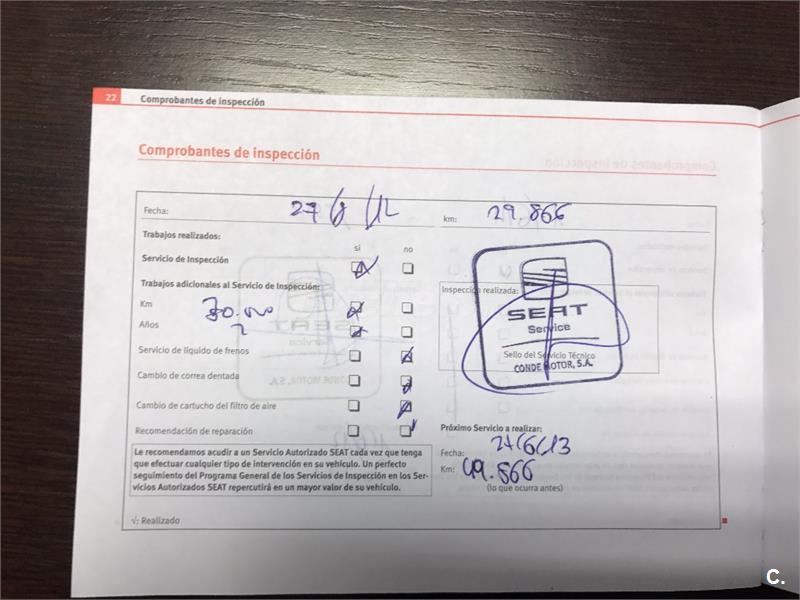 22 Comprobantes de inspección
Comprobantes de inspección
Fecha: 27/8/12 km: 29.866
Trabajos realizados:
si no
Servicio de Inspección
Trabajos adicionales al Servicio de Inspección:
Inspección realizada:
Km 30.000
Años 2
SEAT
Service
Servicio de líquido de frenos
Sello del Servicio Técnico
CONDE MOTOR, S.A.
Cambio de correa dentada
Cambio de cartucho del filtro de aire
Recomendación de reparación
Próximo Servicio a realizar:
Fecha: 27/6/13
Km: 49.866
(lo que ocurra antes)
Le recomendamos acudir a un Servicio Autorizado SEAT cada vez que tenga
que efectuar cualquier tipo de intervención en su vehículo. Un perfecto
seguimiento del Programa General de los Servicios de Inspección en los Ser-
vicios Autorizados SEAT repercutirá en un mayor valor de su vehículo.
√: Realizado
C.